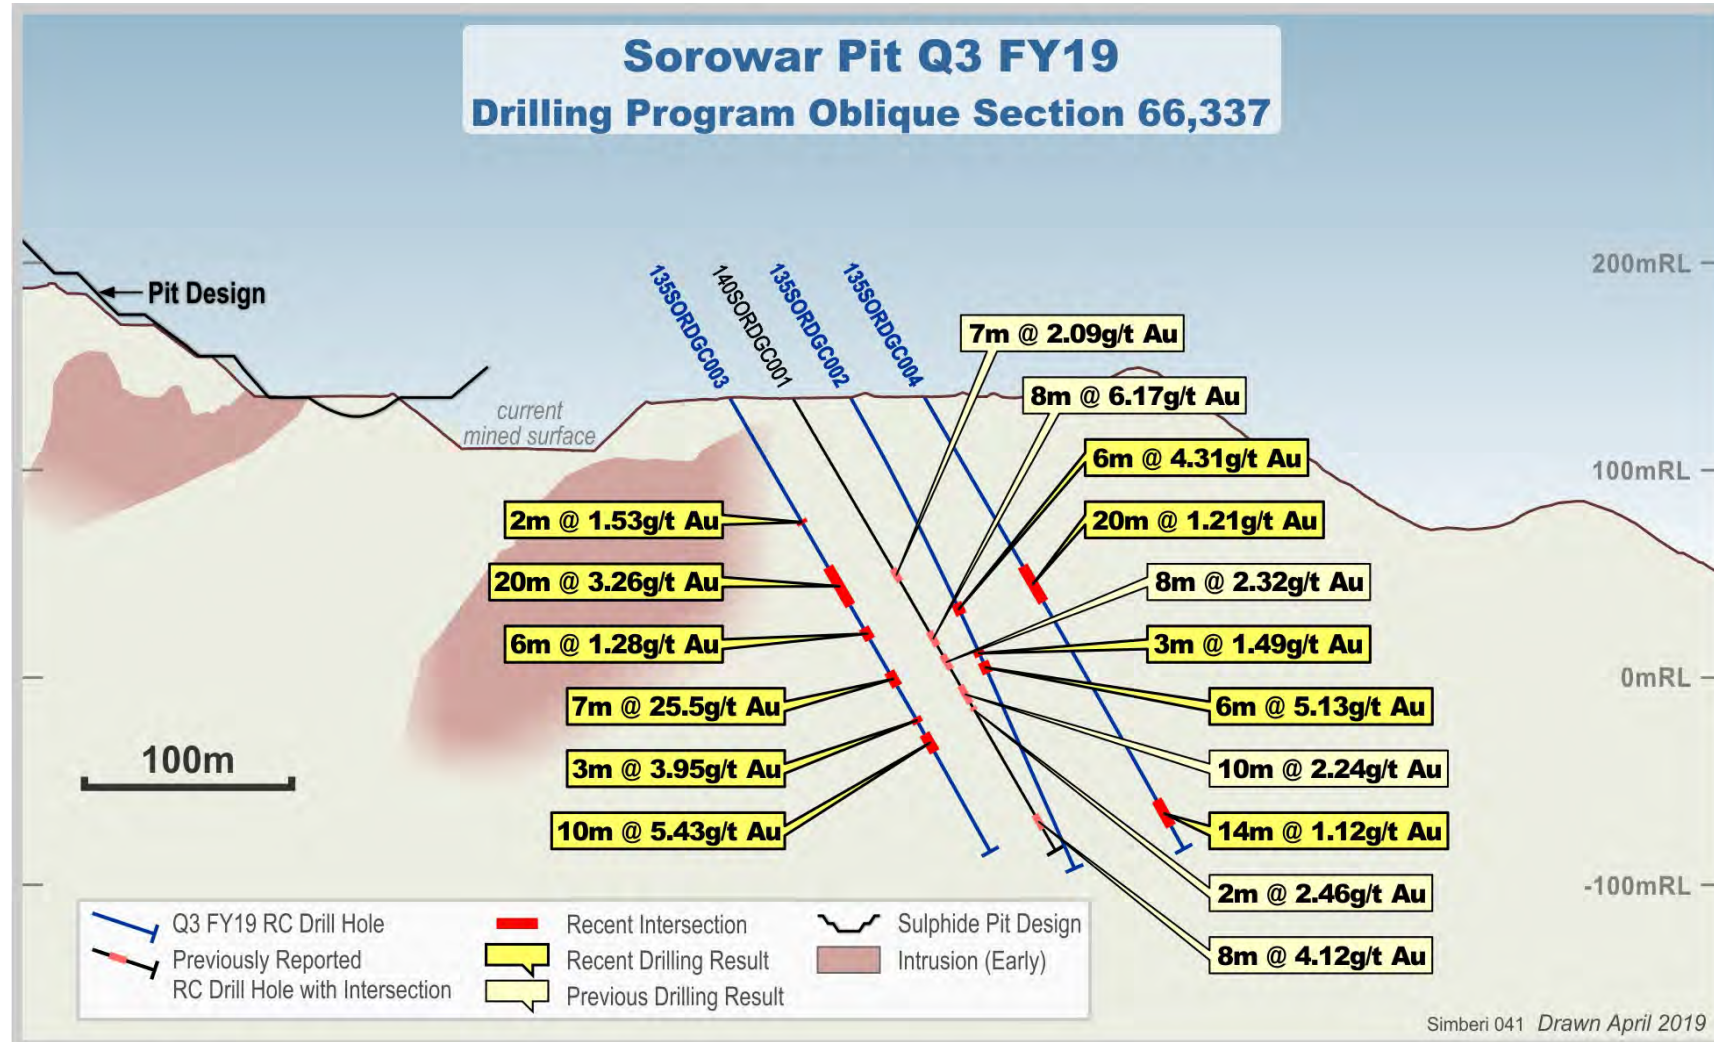 Sorowar Pit Q3 FY19
Drilling Program Oblique Section 66,337
200mRL
100mRL
0mRL
-100mRL
Pit Design
current
mined surface
135SORDGC003
140SORDGC001
135SORDGC002
135SORDGC004
7m @ 2.09g/t Au
8m @ 6.17g/t Au
6m @ 4.31g/t Au
20m @ 1.21g/t Au
8m @ 2.32g/t Au
3m @ 1.49g/t Au
6m @ 5.13g/t Au
10m @ 2.24g/t Au
14m @ 1.12g/t Au
2m @ 2.46g/t Au
8m @ 4.12g/t Au
2m @ 1.53g/t Au
20m @ 3.26g/t Au
6m @ 1.28g/t Au
7m @ 25.5g/t Au
3m @ 3.95g/t Au
10m @ 5.43g/t Au
100m
Q3 FY19 RC Drill Hole
Previously Reported
RC Drill Hole with Intersection
Recent Intersection
Recent Drilling Result
Previous Drilling Result
Sulphide Pit Design
Intrusion (Early)
Simberi 041 Drawn April 2019